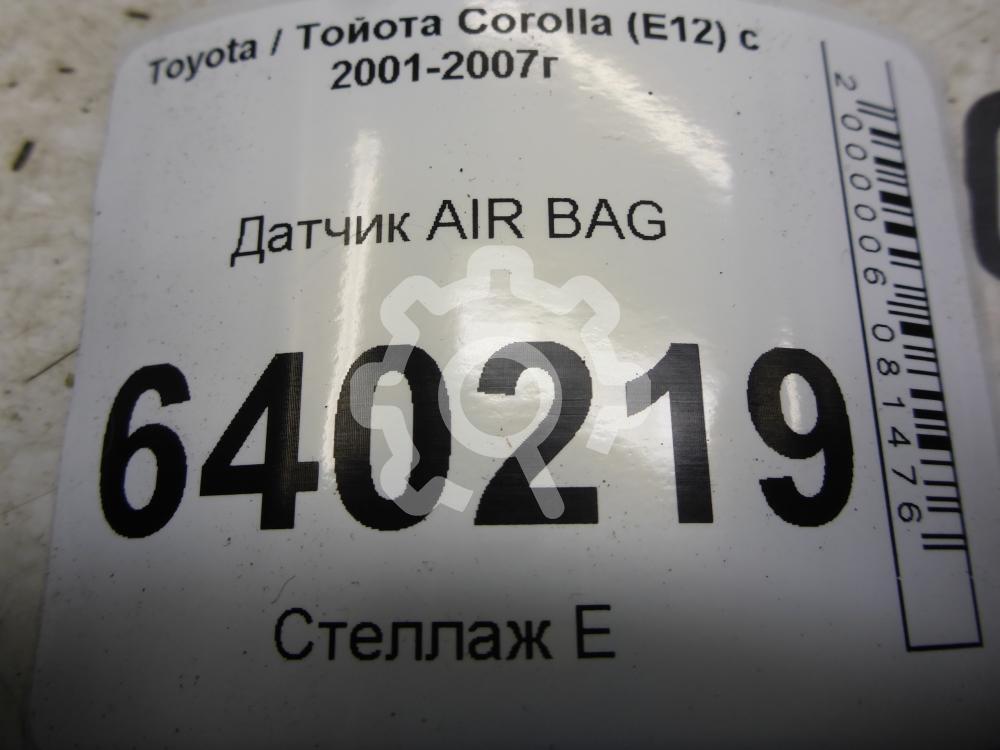 Toyota / Тойота Corolla (E12) с
2001-2007г
Датчик AIR BAG
640219
Стеллаж Е
2000006081476